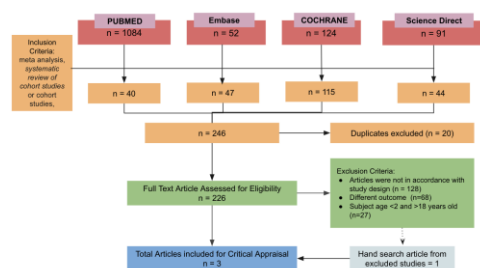 PUBMED
n = 1084
Embase
n = 52
COCHRANE
n = 124
Science Direct
n = 91
Inclusion
Criteria:
meta analysis,
systematic
review of
cohort studies
or cohort
studies,
n = 40
n = 47
n = 115
n = 44
n = 246
Duplicates excluded (n = 20)
Full Text Article Assessed for Eligibility
n = 226
Exclusion Criteria:
● Articles were not in accordance with
study design (n = 128)
● Different outcome (n=68)
● Subject age <2 and >18 years old
(n=27)
Total Articles included for Critical Appraisal
n = 3
Hand search article from
excluded studies = 1